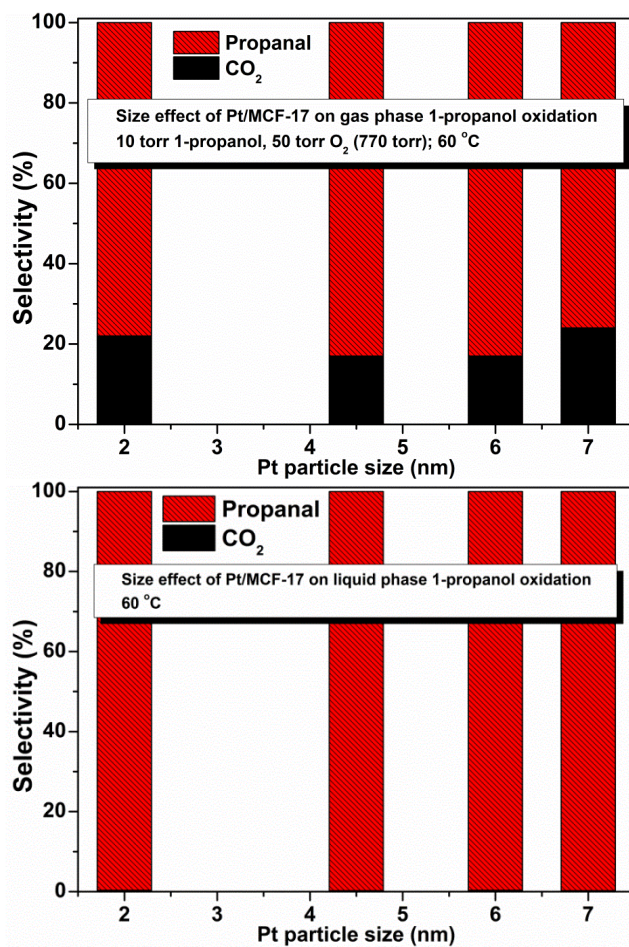 100
80
60
40
20
0
Selectivity (%)
Propanal
CO₂
Size effect of Pt/MCF-17 on gas phase 1-propanol oxidation
10 torr 1-propanol, 50 torr O₂ (770 torr); 60 °C
2 3 4 5 6 7
Pt particle size (nm)
100
80
60
40
20
0
Selectivity (%)
Propanal
CO₂
Size effect of Pt/MCF-17 on liquid phase 1-propanol oxidation
60 °C
2 3 4 5 6 7
Pt particle size (nm)